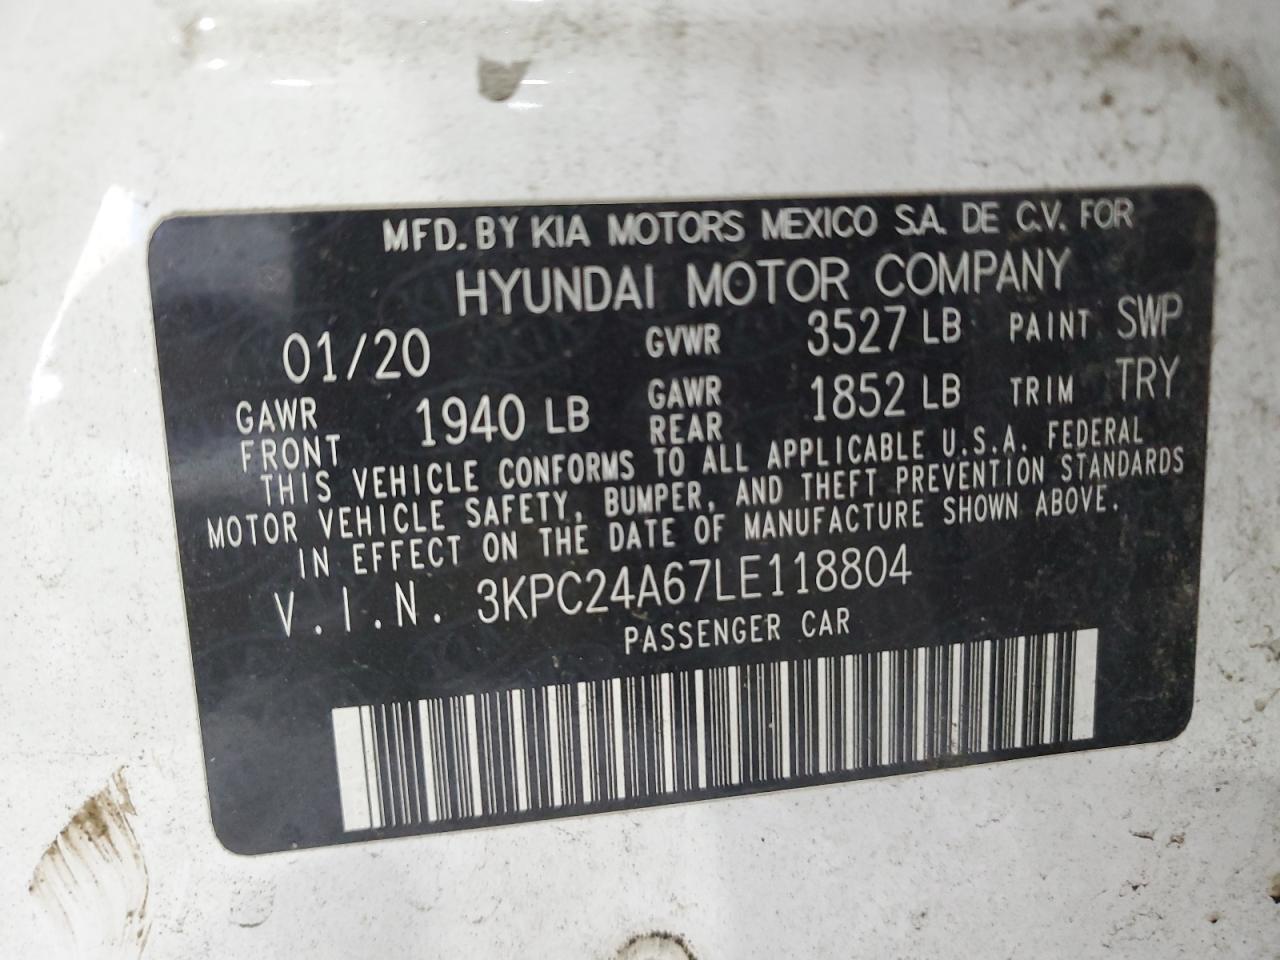 MFD. BY KIA MOTORS MEXICO S.A. DE C.V. FOR
HYUNDAI MOTOR COMPANY
01/20 GVWR 3527 LB PAINT SWP
GAWR FRONT 1940 LB GAWR REAR 1852 LB TRIM TRY
THIS VEHICLE CONFORMS TO ALL APPLICABLE U.S.A. FEDERAL
MOTOR VEHICLE SAFETY, BUMPER, AND THEFT PREVENTION STANDARDS
IN EFFECT ON THE DATE OF MANUFACTURE SHOWN ABOVE.
V.I.N. 3KPC24A67LE118804
PASSENGER CAR